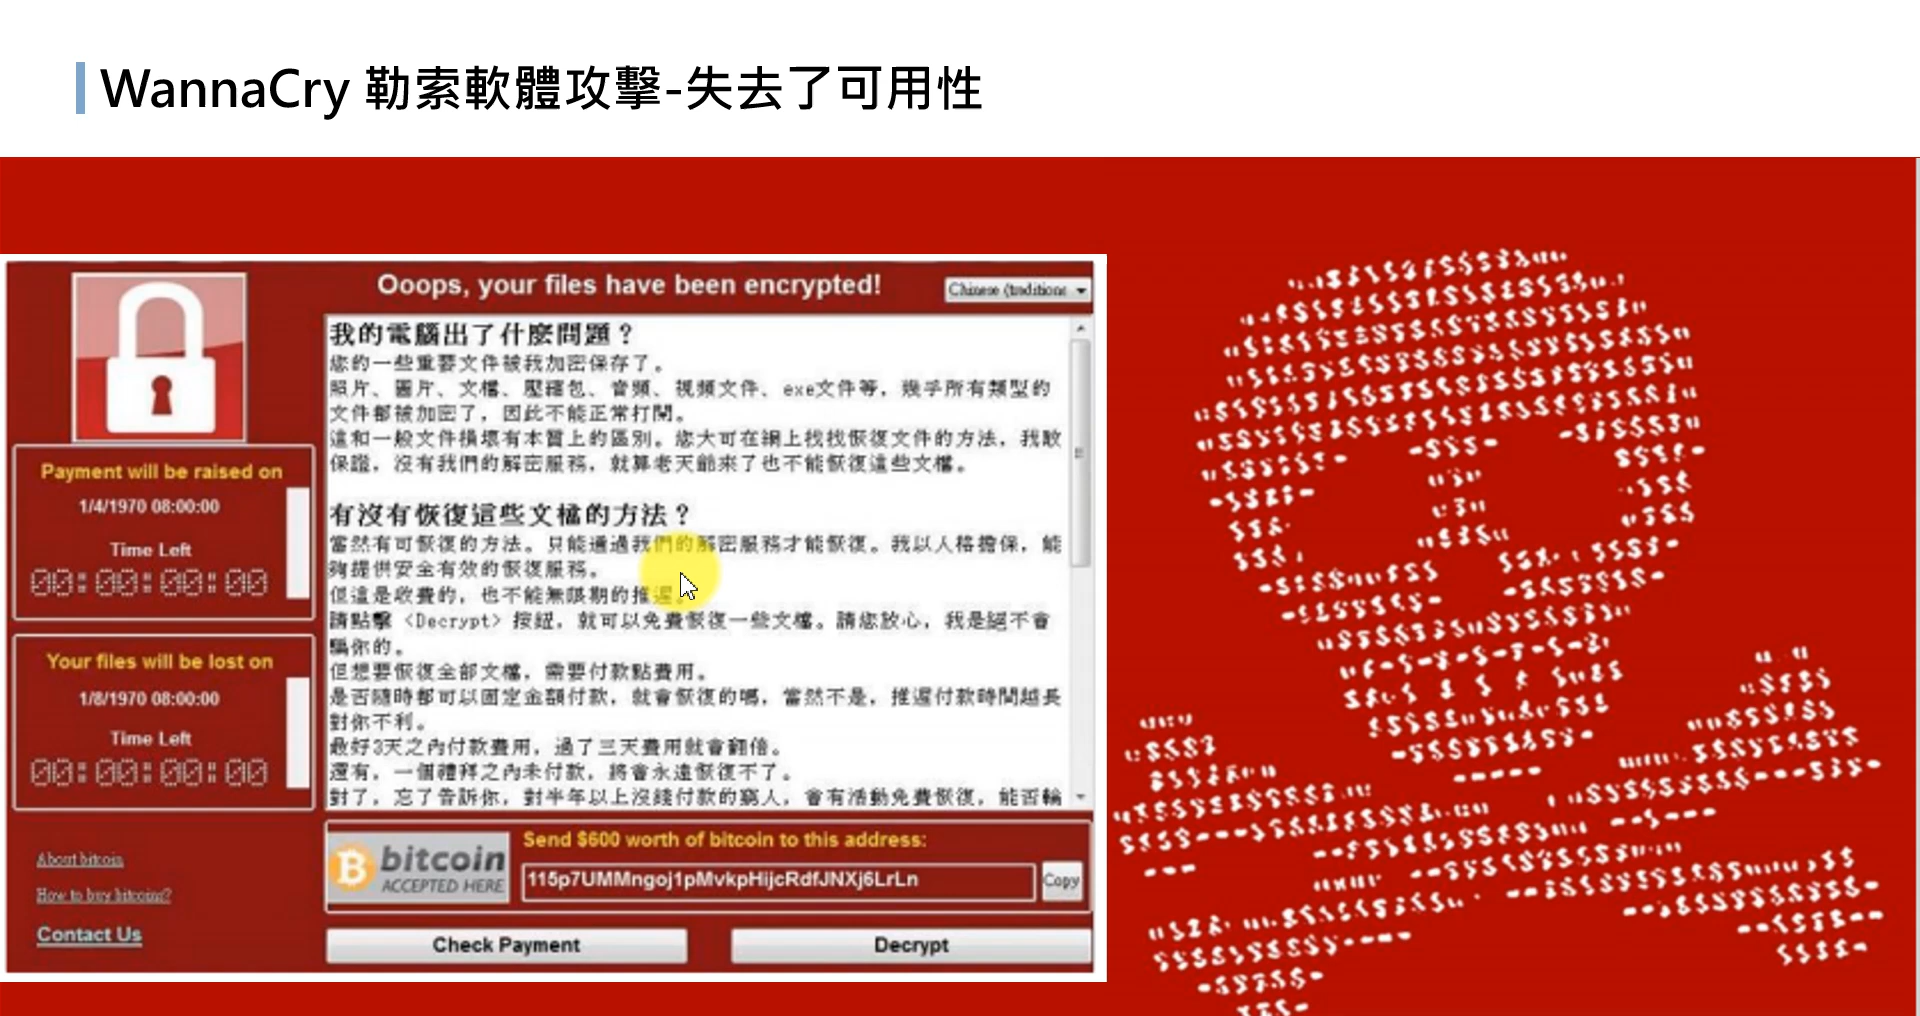 WannaCry 勒索軟體攻擊-失去了可用性
Ooops, your files have been encrypted!
Chinese (traditional
我的電腦出了什麼問題？
您的一些重要文件被我加密保存了。
照片、圖片、文檔、壓縮包、音頻、視頻文件、exe文件等，幾乎所有類型的
文件都被加密了，因此不能正常打開。
這和一般文件損壞有本質上的區別。您大可在網上找找恢復文件的方法，我敢
保證，沒有我們的解密服務，就算老天爺來了也不能恢復這些文檔。
有沒有恢復這些文檔的方法？
當然有可恢復的方法。只能通過我們的解密服務才能恢復。我以人格擔保，能
夠提供安全有效的恢復服務。
但這是收費的，也不能無限期的推遲。
請點擊 <Decrypt> 按鈕，就可以免費恢復一些文檔。請您放心，我是絕不會
騙你的。
但想要恢復全部文檔，需要付款點費用。
是否隨時都可以固定金額付款，就會恢復的嗎，當然不是，推遲付款時間越長
對你不利。
最好3天之內付款費用，過了三天費用就會翻倍。
還有，一個禮拜之內未付款，將會永遠恢復不了。
對了，忘了告訴你，對半年以上沒錢付款的窮人，會有活動免費恢復，能否輪
Payment will be raised on
1/4/1970 08:00:00
Time Left
00:00:00:00
Your files will be lost on
1/8/1970 08:00:00
Time Left
00:00:00:00
About bitcoin
How to buy bitcoins?
Contact Us
bitcoin
ACCEPTED HERE
Send $600 worth of bitcoin to this address:
115p7UMMngoj1pMvkpHijcRdfJNXj6LrLn
Copy
Check Payment
Decrypt